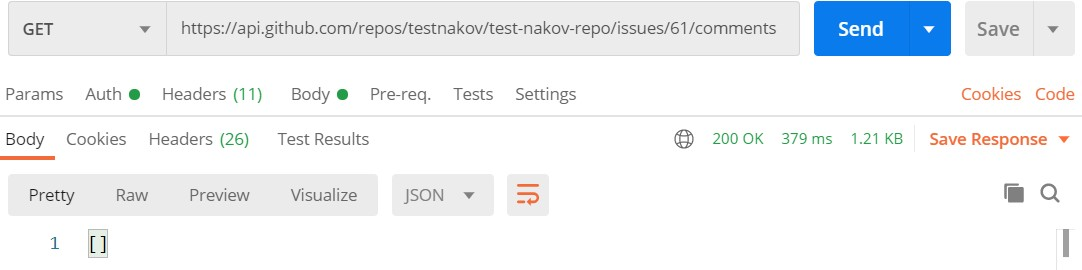 GET https://api.github.com/repos/testnakov/test-nakov-repo/issues/61/comments Send Save
Params Auth Headers (11) Body Pre-req. Tests Settings Cookies Code
Body Cookies Headers (26) Test Results 200 OK 379 ms 1.21 KB Save Response
Pretty Raw Preview Visualize JSON
1 []